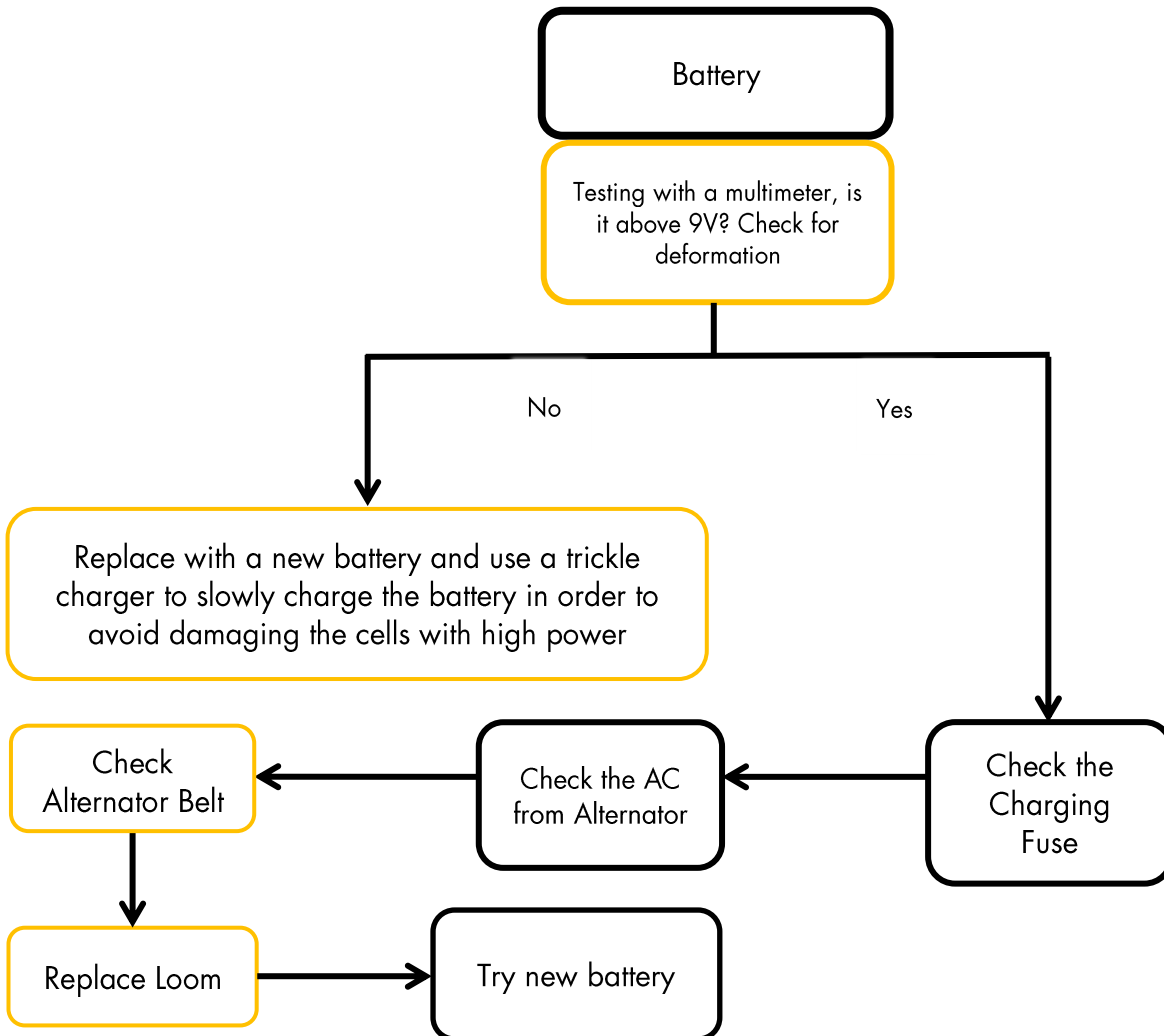 Battery
Testing with a multimeter, is
it above 9V? Check for
deformation
No
Yes
Replace with a new battery and use a trickle
charger to slowly charge the battery in order to
avoid damaging the cells with high power
Check
Alternator Belt
Check the AC
from Alternator
Check the
Charging
Fuse
Replace Loom
Try new battery